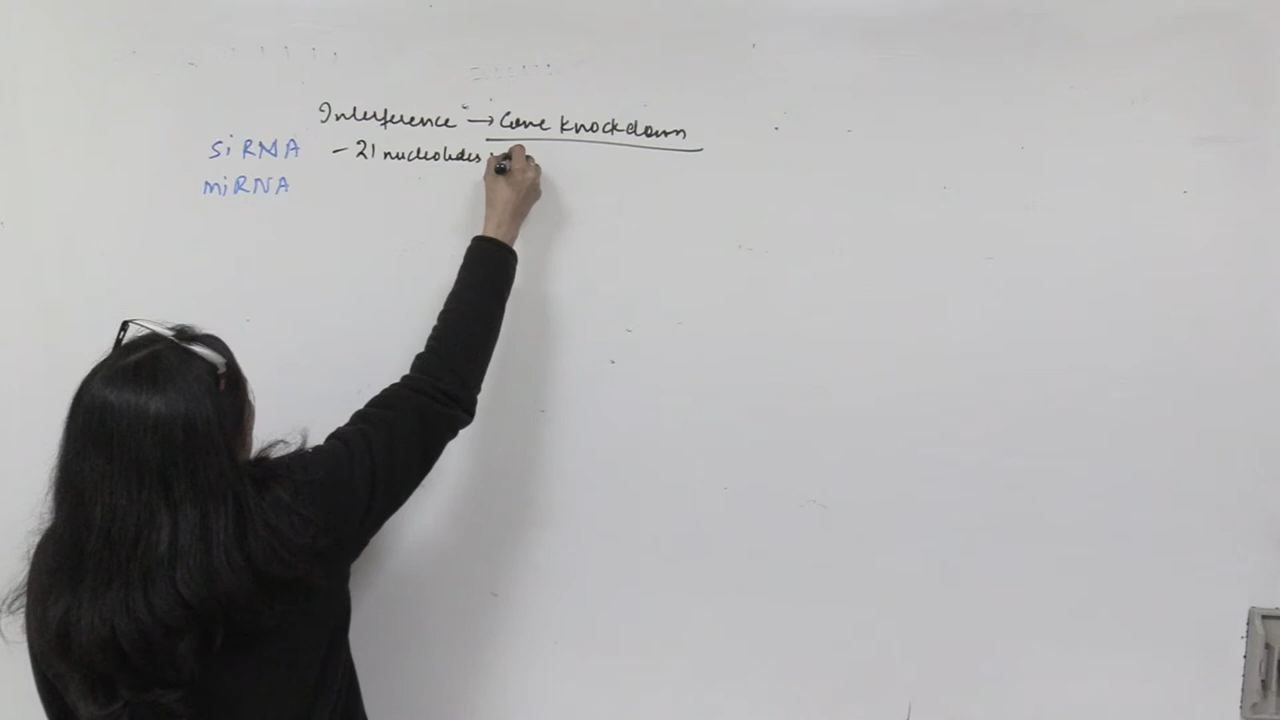 Interference" → Gene Knockdown
siRNA - 21 nucleotides
miRNA